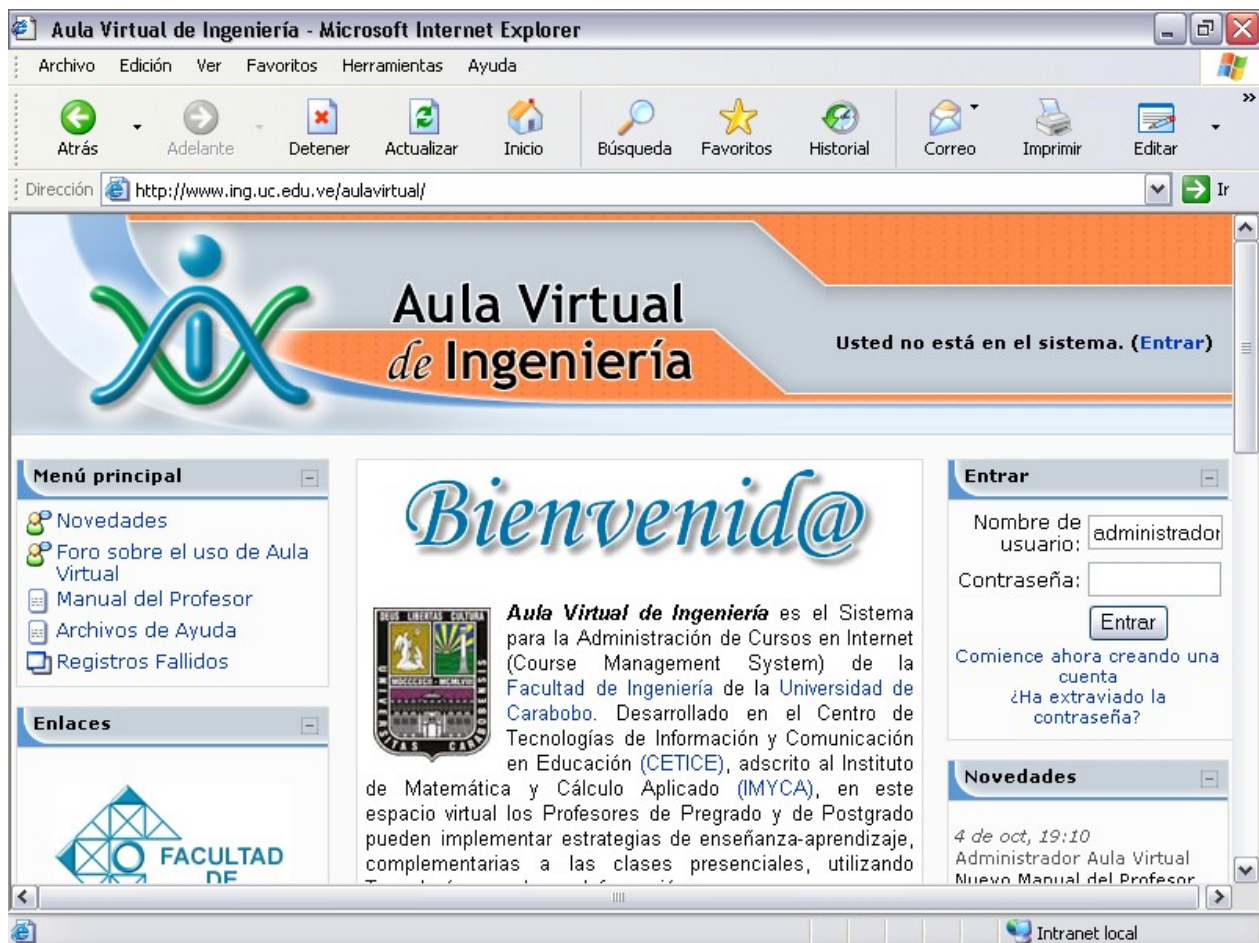 Aula Virtual de Ingeniería - Microsoft Internet Explorer
Archivo Edición Ver Favoritos Herramientas Ayuda
Atrás Adelante Detener Actualizar Inicio Búsqueda Favoritos Historial Correo Imprimir Editar
Dirección http://www.ing.uc.edu.ve/aulavirtual/ Ir
Aula Virtual
de Ingeniería
Usted no está en el sistema. (Entrar)
Menú principal
Novedades
Foro sobre el uso de Aula
Virtual
Manual del Profesor
Archivos de Ayuda
Registros Fallidos
Enlaces
FACULTAD
DE
Bienvenid@
DEUS LIBERTAS CULTURA
Aula Virtual de Ingeniería es el Sistema
para la Administración de Cursos en Internet
(Course Management System) de la
Facultad de Ingeniería de la Universidad de
Carabobo. Desarrollado en el Centro de
Tecnologías de Información y Comunicación
en Educación (CETICE), adscrito al Instituto
de Matemática y Cálculo Aplicado (IMYCA), en este
espacio virtual los Profesores de Pregrado y de Postgrado
pueden implementar estrategias de enseñanza-aprendizaje,
complementarias a las clases presenciales, utilizando
Entrar
Nombre de
usuario: administrador
Contraseña:
Entrar
Comience ahora creando una
cuenta
¿Ha extraviado la
contraseña?
Novedades
4 de oct, 19:10
Administrador Aula Virtual
Nuevo Manual del Profesor
Intranet local